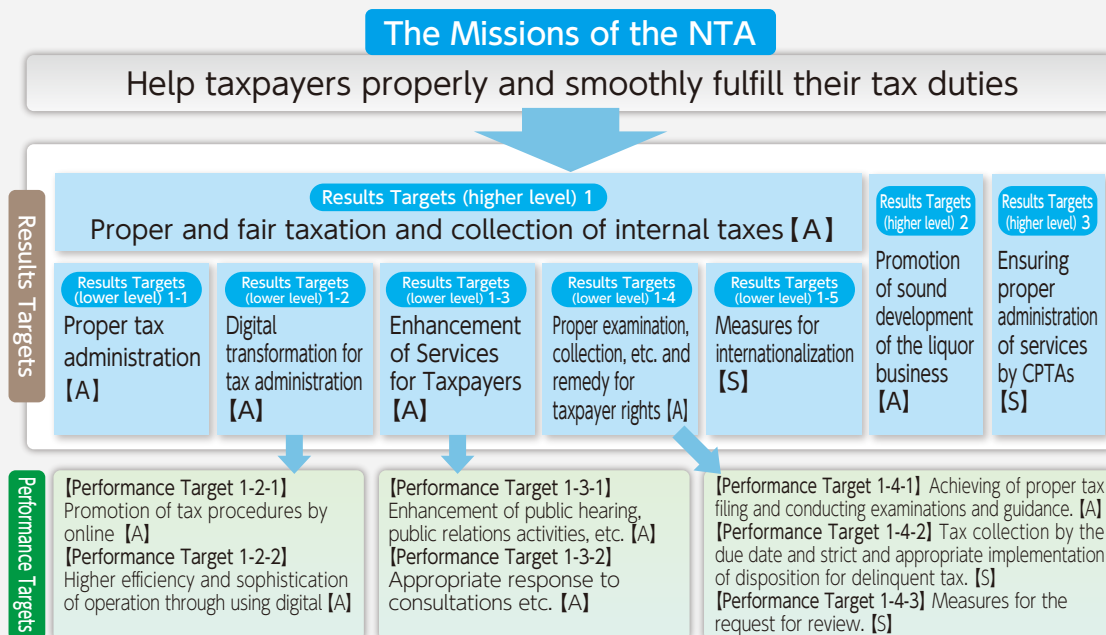 The Missions of the NTA
Help taxpayers properly and smoothly fulfill their tax duties
Results Targets
Results Targets (higher level) 1
Proper and fair taxation and collection of internal taxes【A】
Results Targets
(lower level) 1-1
Proper tax
administration
【A】
Results Targets
(lower level) 1-2
Digital
transformation for
tax administration
【A】
Results Targets
(lower level) 1-3
Enhancement
of Services
for Taxpayers
【A】
Results Targets
(lower level) 1-4
Proper examination,
collection, etc. and
remedy for
taxpayer rights【A】
Results Targets
(lower level) 1-5
Measures for
internationalization
【S】
Results Targets
(higher level) 2
Promotion
of sound
development
of the liquor
business
【A】
Results Targets
(higher level) 3
Ensuring
proper
administration
of services
by CPTAs
【S】
Performance Targets
【Performance Target 1-2-1】
Promotion of tax procedures by
online【A】
【Performance Target 1-2-2】
Higher efficiency and sophistication
of operation through using digital【A】
【Performance Target 1-3-1】
Enhancement of public hearing,
public relations activities, etc.【A】
【Performance Target 1-3-2】
Appropriate response to
consultations etc.【A】
【Performance Target 1-4-1】Achieving of proper tax
filing and conducting examinations and guidance.【A】
【Performance Target 1-4-2】Tax collection by the
due date and strict and appropriate implementation
of disposition for delinquent tax.【S】
【Performance Target 1-4-3】Measures for the
request for review.【S】